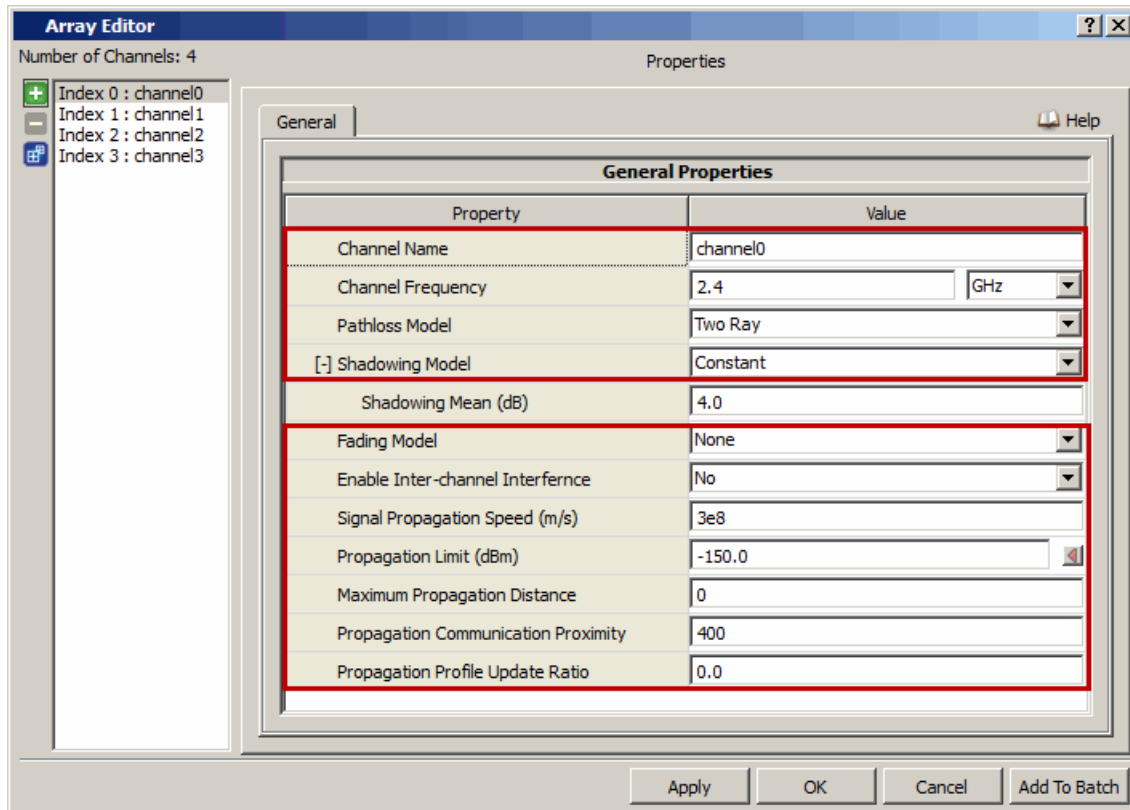 Array Editor
? X
Number of Channels: 4
Properties
Index 0 : channel0
Index 1 : channel1
Index 2 : channel2
Index 3 : channel3
General
Help
General Properties
Property Value
Channel Name channel0
Channel Frequency 2.4 GHz
Pathloss Model Two Ray
[-] Shadowing Model Constant
Shadowing Mean (dB) 4.0
Fading Model None
Enable Inter-channel Interfernce No
Signal Propagation Speed (m/s) 3e8
Propagation Limit (dBm) -150.0
Maximum Propagation Distance 0
Propagation Communication Proximity 400
Propagation Profile Update Ratio 0.0
Apply OK Cancel Add To Batch